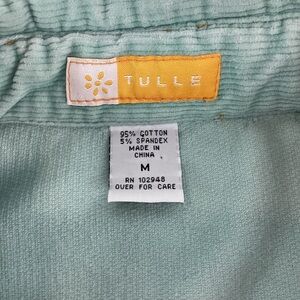 TULLE
95% COTTON
5% SPANDEX
MADE IN
CHINA
M
RN 102948
OVER FOR CARE